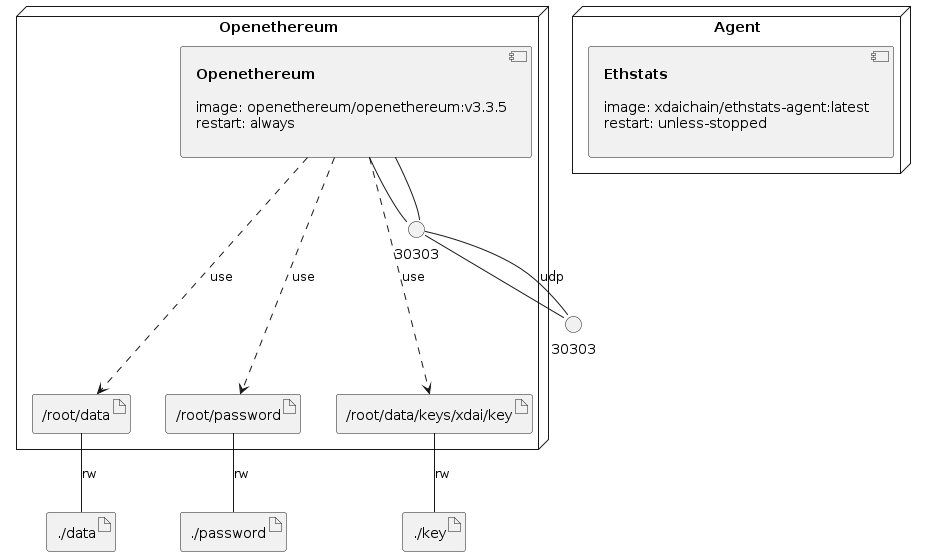 Openethereum
Agent
Openethereum
image: openethereum/openethereum:v3.3.5
restart: always
Ethstats
image: xdaichain/ethstats-agent:latest
restart: unless-stopped
30303
use
use
use
udp
30303
/root/data
/root/password
/root/data/keys/xdai/key
rw
rw
rw
./data
./password
./key